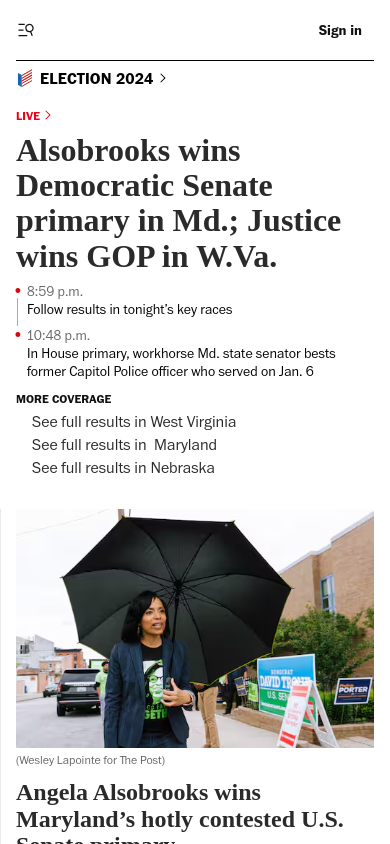 Sign in
ELECTION 2024
LIVE
Alsobrooks wins
Democratic Senate
primary in Md.; Justice
wins GOP in W.Va.
8:59 p.m.
Follow results in tonight’s key races
10:48 p.m.
In House primary, workhorse Md. state senator bests
former Capitol Police officer who served on Jan. 6
MORE COVERAGE
See full results in West Virginia
See full results in Maryland
See full results in Nebraska
DEMOCRAT
DAVID TRONE
U.S. SEN
PORTER
(Wesley Lapointe for The Post)
Angela Alsobrooks wins
Maryland’s hotly contested U.S.
Senate primary